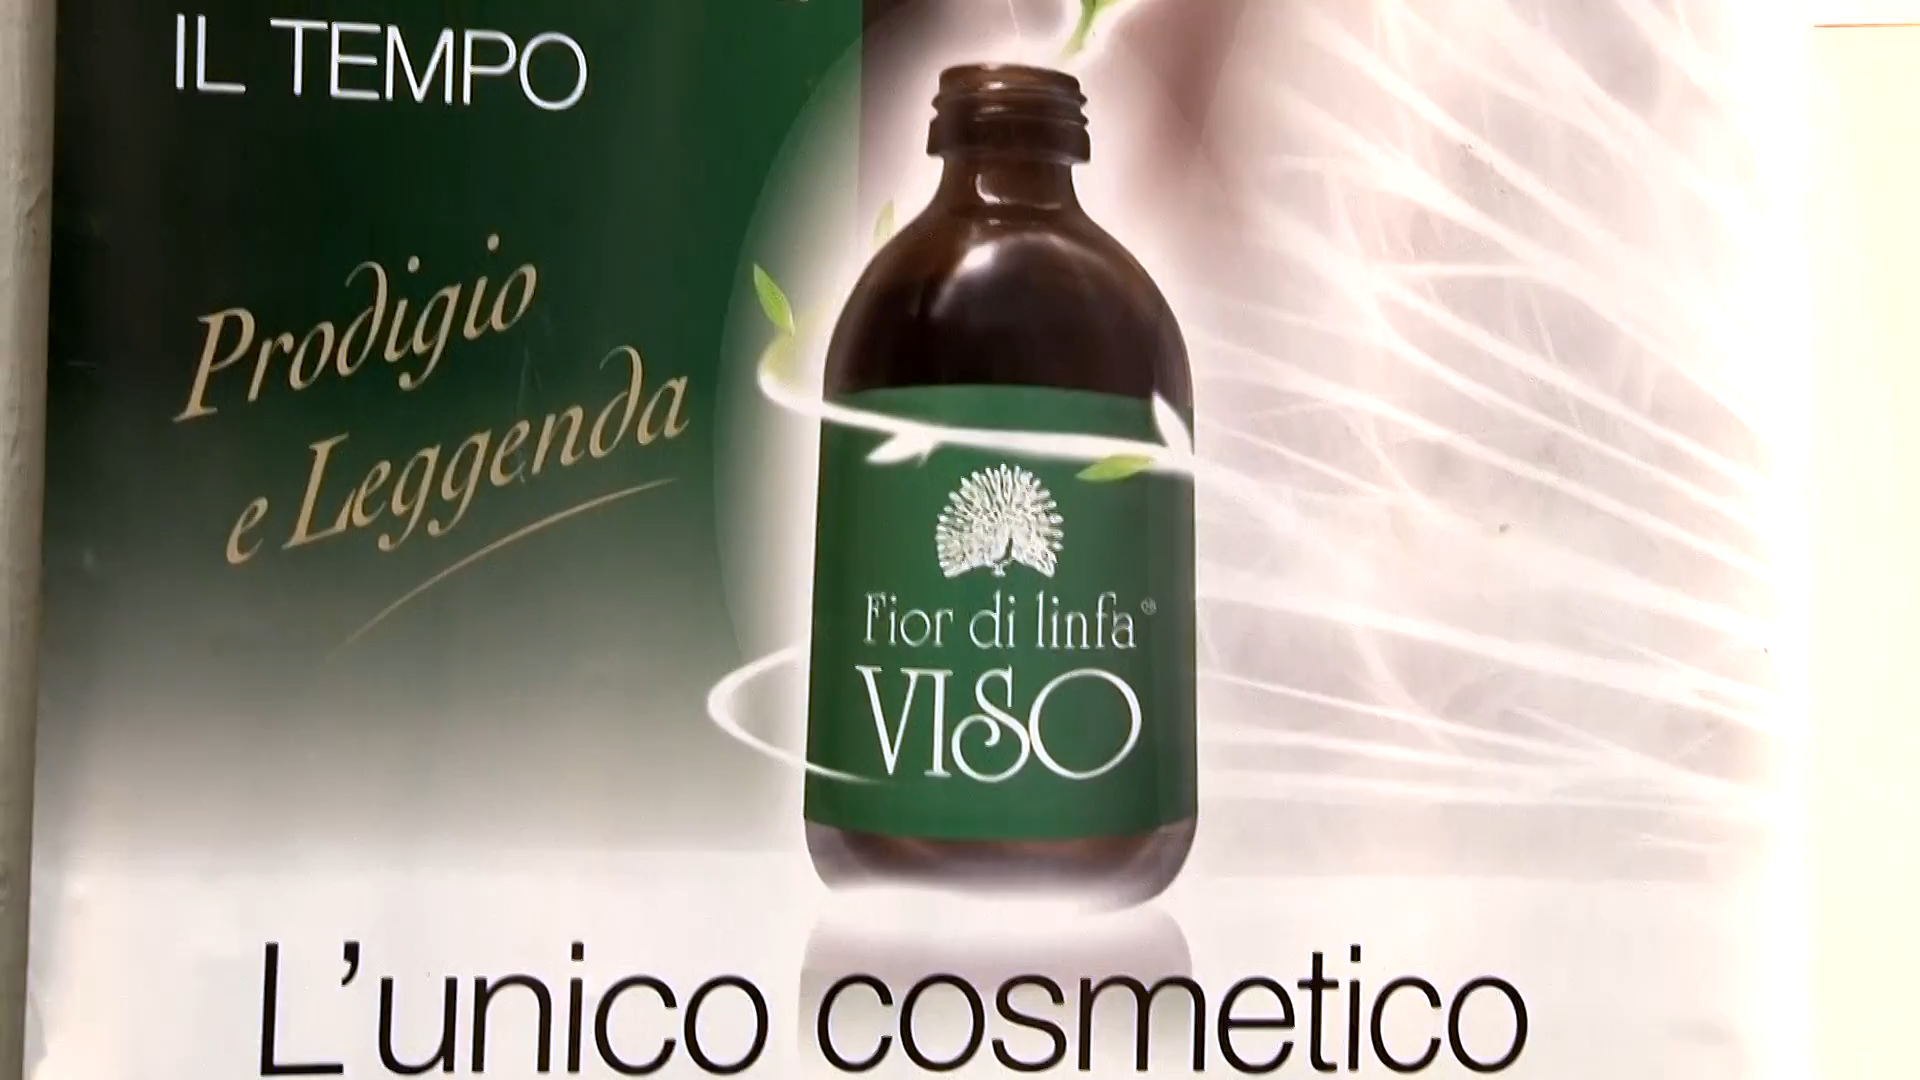 IL TEMPO
Prodigio
e Leggenda
Fior di linfa®
VISO
L'unico cosmetico